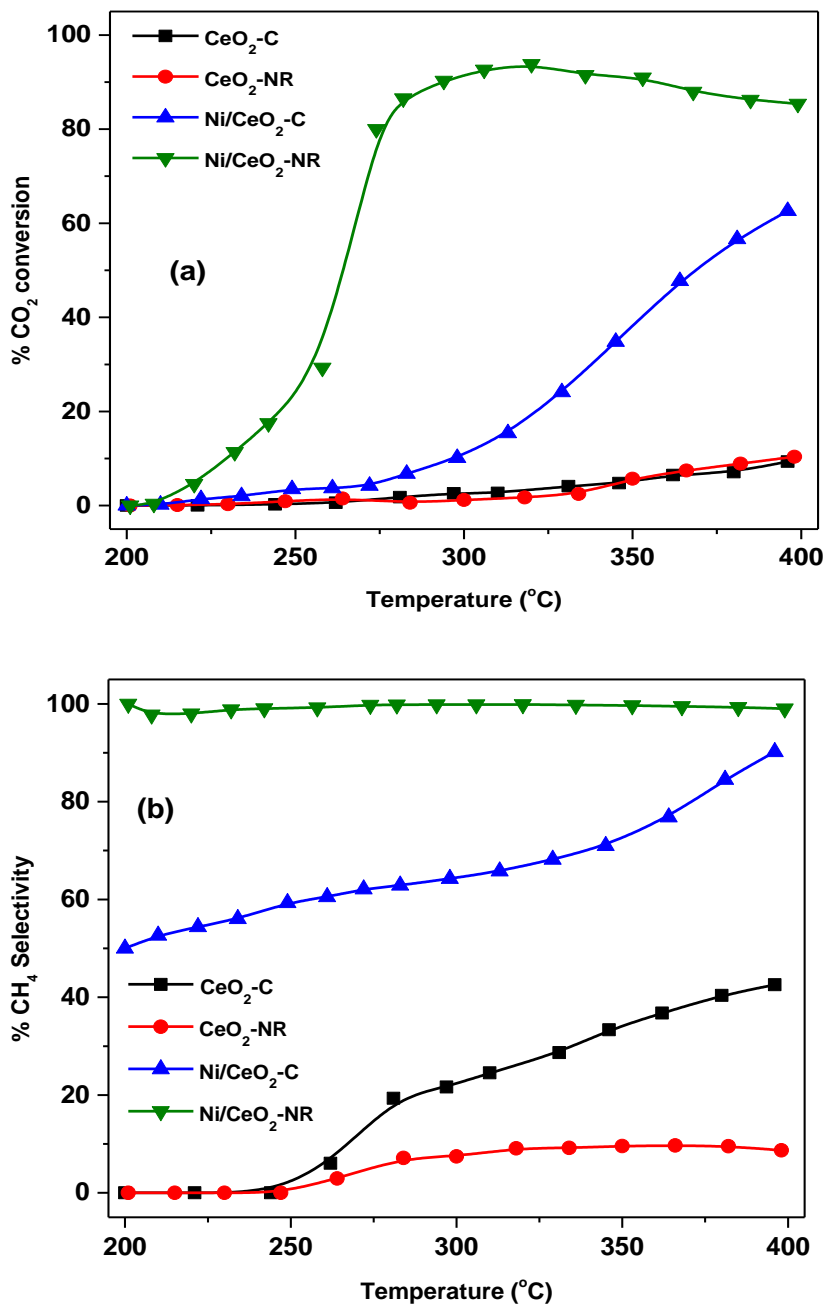 100
80
60
40
20
0
% CO2 conversion
CeO2-C
CeO2-NR
Ni/CeO2-C
Ni/CeO2-NR
(a)
200 250 300 350 400
Temperature (oC)
100
80
60
40
20
0
% CH4 Selectivity
(b)
CeO2-C
CeO2-NR
Ni/CeO2-C
Ni/CeO2-NR
200 250 300 350 400
Temperature (oC)